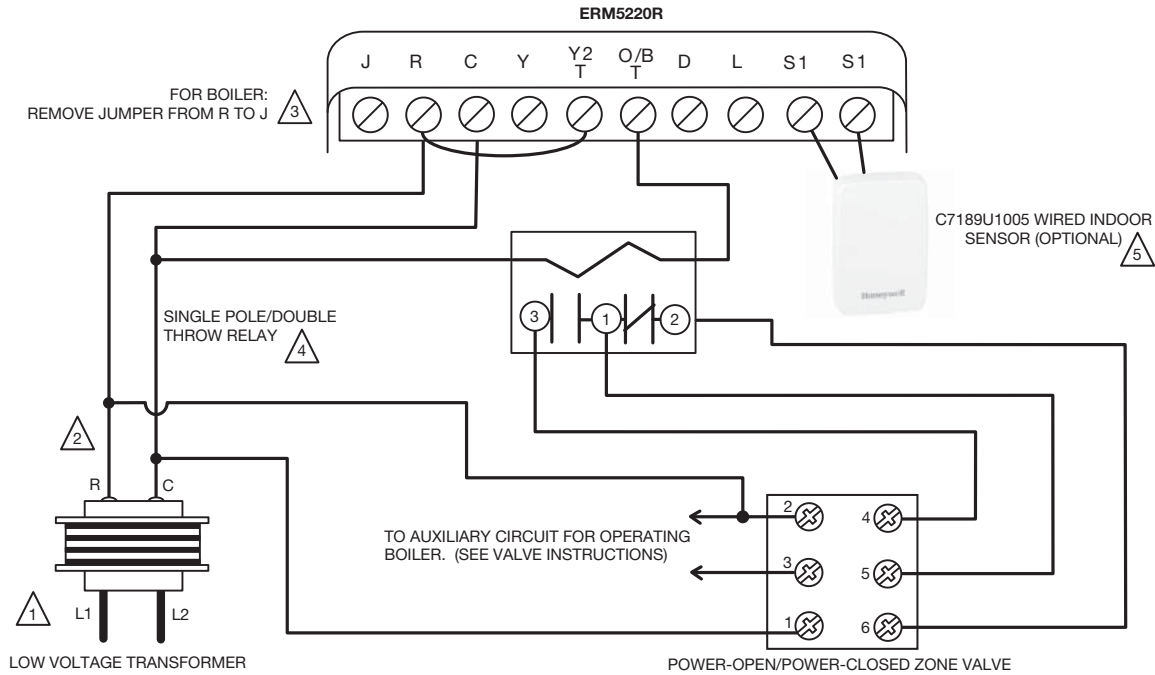 ERM5220R
J R C Y Y2 T O/B T D L S1 S1
FOR BOILER:
REMOVE JUMPER FROM R TO J 3
C7189U1005 WIRED INDOOR
SENSOR (OPTIONAL) 5
Honeywell
3 1 2
SINGLE POLE/DOUBLE
THROW RELAY 4
2
R C
TO AUXILIARY CIRCUIT FOR OPERATING
BOILER. (SEE VALVE INSTRUCTIONS)
2 4
3 5
1 6
1 L1 L2
LOW VOLTAGE TRANSFORMER
POWER-OPEN/POWER-CLOSED ZONE VALVE